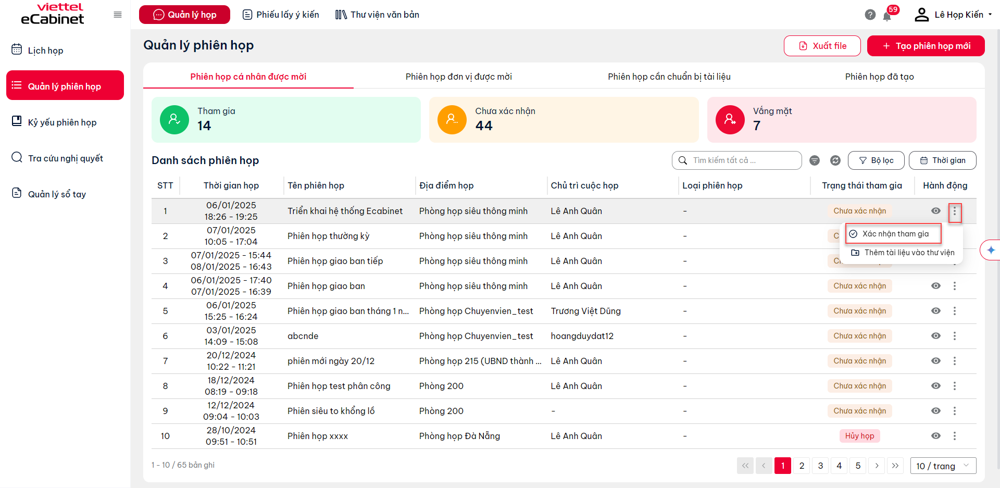 viettel
eCabinet
Quản lý họp
Phiếu lấy ý kiến
Thư viện văn bản
?
59
Lê Họp Kiến
Lịch họp
Quản lý phiên họp
Kỷ yếu phiên họp
Tra cứu nghị quyết
Quản lý sổ tay
Quản lý phiên họp
Xuất file
+ Tạo phiên họp mới
Phiên họp cá nhân được mời
Phiên họp đơn vị được mời
Phiên họp cần chuẩn bị tài liệu
Phiên họp đã tạo
Tham gia
14
Chưa xác nhận
44
Vắng mặt
7
Danh sách phiên họp
Tìm kiếm tất cả ...
Bộ lọc
Thời gian
STT Thời gian họp Tên phiên họp Địa điểm họp Chủ trì cuộc họp Loại phiên họp Trạng thái tham gia Hành động
1 06/01/2025 18:26 - 19:25 Triển khai hệ thống Ecabinet Phòng họp siêu thông minh Lê Anh Quân - Chưa xác nhận
2 07/01/2025 10:05 - 17:04 Phiên họp thường kỳ Phòng họp siêu thông minh Lê Anh Quân - C
Xác nhận tham gia
Thêm tài liệu vào thư viện
3 07/01/2025 - 15:44 08/01/2025 - 16:43 Phiên họp giao ban tiếp Phòng họp siêu thông minh Lê Anh Quân -
4 06/01/2025 - 17:40 07/01/2025 - 16:39 Phiên họp giao ban Phòng họp siêu thông minh Lê Anh Quân - Chưa xác nhận
5 06/01/2025 15:25 - 16:24 Phiên họp giao ban tháng 1 n... Phòng họp Chuyenvien_test Trương Việt Dũng - Chưa xác nhận
6 03/01/2025 14:09 - 15:08 abcnde Phòng họp Chuyenvien_test hoangduydat12 - Chưa xác nhận
7 20/12/2024 10:22 - 11:21 phiên mới ngày 20/12 Phòng họp 215 (UBND thành ... Lê Anh Quân - Chưa xác nhận
8 18/12/2024 08:19 - 09:18 Phiên họp test phân công Phòng 200 Lê Anh Quân - Chưa xác nhận
9 12/12/2024 09:04 - 10:03 Phiên siêu to khổng lồ Phòng 200 - - Chưa xác nhận
10 28/10/2024 09:51 - 10:51 Phiên họp xxxx Phòng họp Đà Nẵng Lê Anh Quân - Hủy họp
1 - 10 / 65 bản ghi
<< < 1 2 3 4 5 > >>
10 / trang